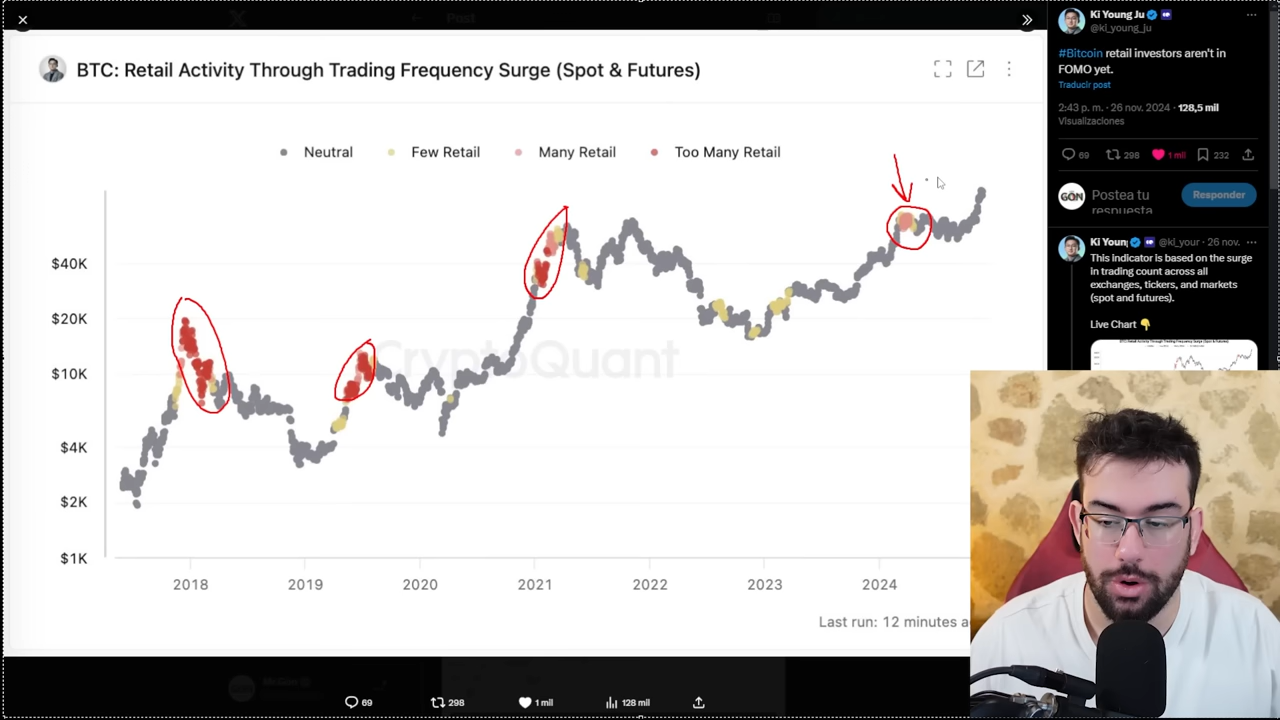 Post
BTC: Retail Activity Through Trading Frequency Surge (Spot & Futures)
Neutral
Few Retail
Many Retail
Too Many Retail
$40K
$20K
$10K
$4K
$2K
$1K
CryptoQuant
2018
2019
2020
2021
2022
2023
2024
Last run: 12 minutes a
69
298
1 mil
128 mil
Ki Young Ju
@ki_young_ju
#Bitcoin retail investors aren't in
FOMO yet.
Traducir post
2:43 p. m. · 26 nov. 2024 · 128,5 mil
Visualizaciones
69
298
1 mil
232
GON
Postea tu
respuesta
Responder
Ki Young
@ki_your · 26 nov.
This indicator is based on the surge
in trading count across all
exchanges, tickers, and markets
(spot and futures).
Live Chart 👇